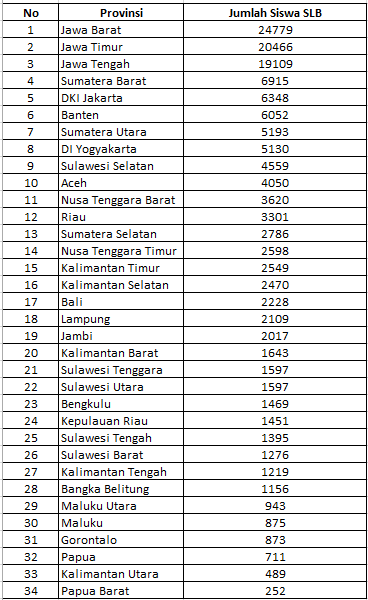 No Provinsi Jumlah Siswa SLB
1 Jawa Barat 24779
2 Jawa Timur 20466
3 Jawa Tengah 19109
4 Sumatera Barat 6915
5 DKI Jakarta 6348
6 Banten 6052
7 Sumatera Utara 5193
8 DI Yogyakarta 5130
9 Sulawesi Selatan 4559
10 Aceh 4050
11 Nusa Tenggara Barat 3620
12 Riau 3301
13 Sumatera Selatan 2786
14 Nusa Tenggara Timur 2598
15 Kalimantan Timur 2549
16 Kalimantan Selatan 2470
17 Bali 2228
18 Lampung 2109
19 Jambi 2017
20 Kalimantan Barat 1643
21 Sulawesi Tenggara 1597
22 Sulawesi Utara 1597
23 Bengkulu 1469
24 Kepulauan Riau 1451
25 Sulawesi Tengah 1395
26 Sulawesi Barat 1276
27 Kalimantan Tengah 1219
28 Bangka Belitung 1156
29 Maluku Utara 943
30 Maluku 875
31 Gorontalo 873
32 Papua 711
33 Kalimantan Utara 489
34 Papua Barat 252